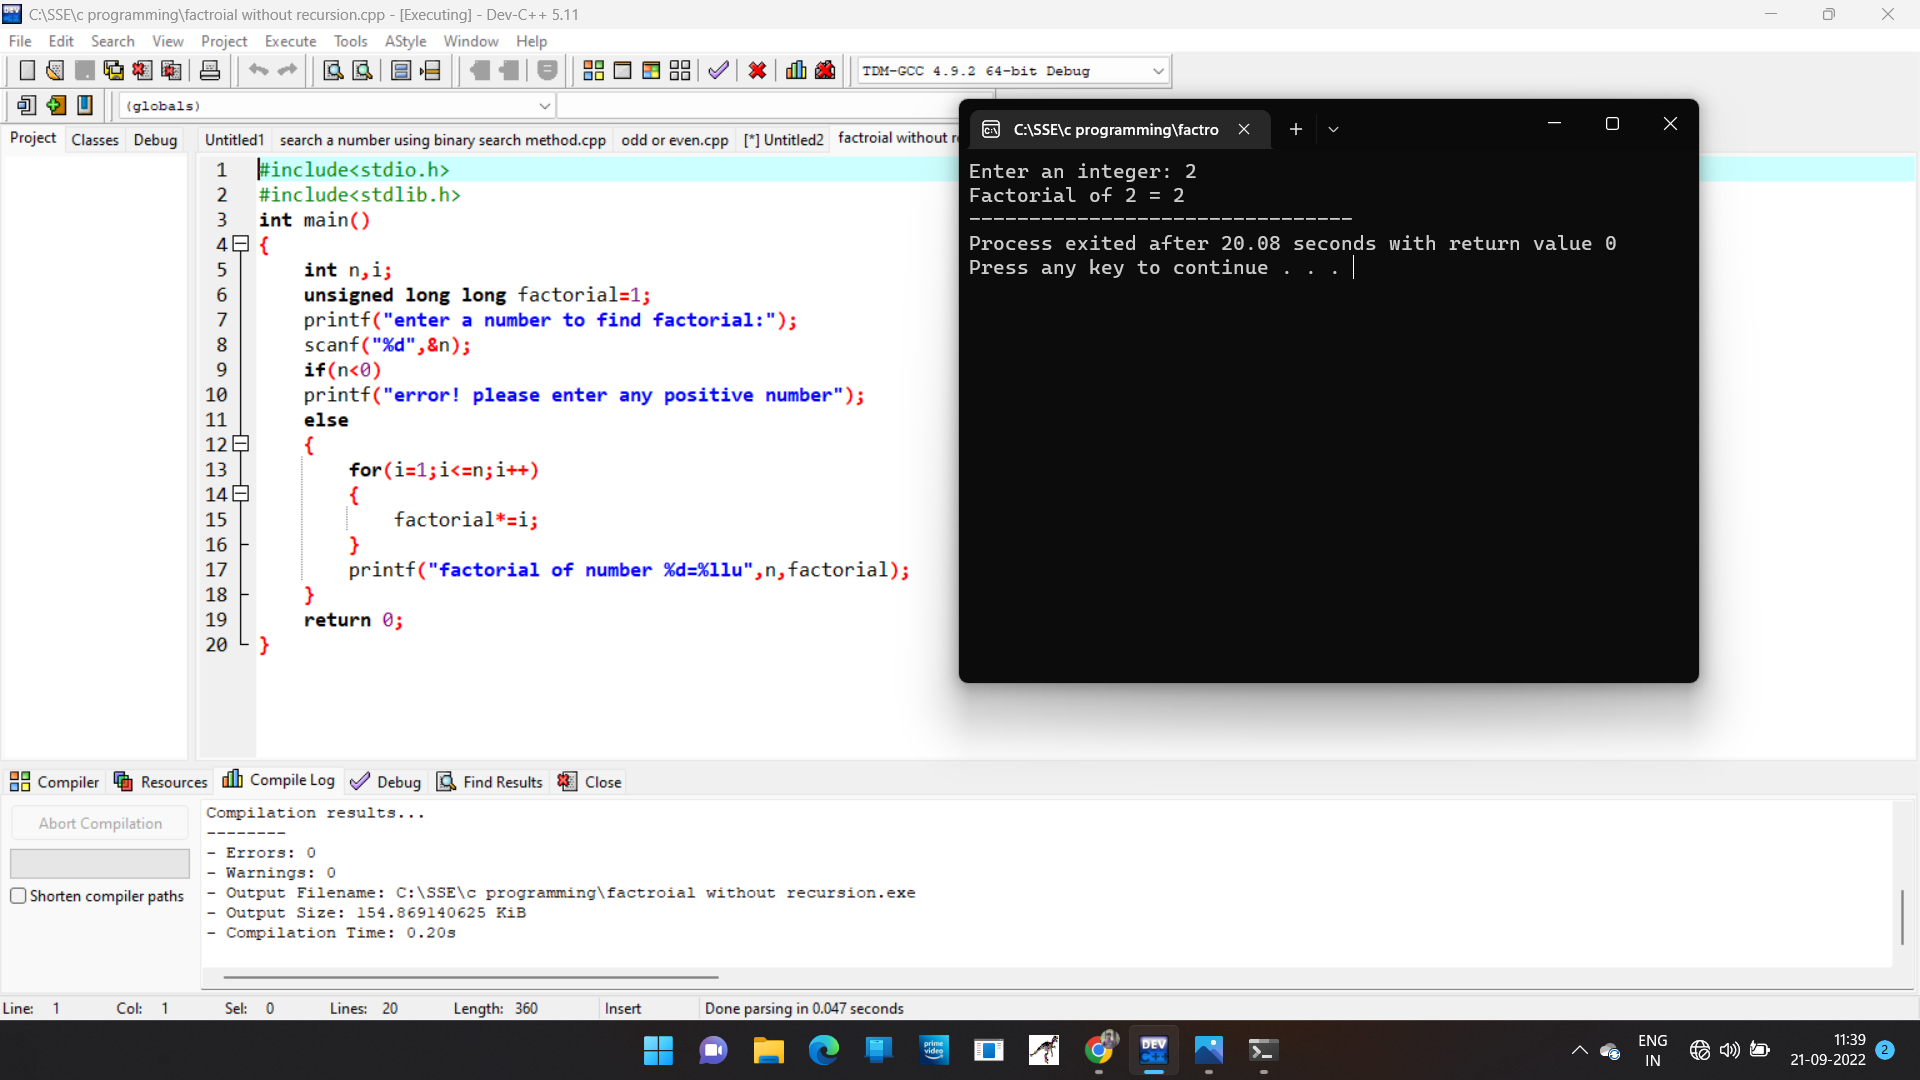 C:\SSE\c programming\factroial without recursion.cpp - [Executing] - Dev-C++ 5.11
File Edit Search View Project Execute Tools AStyle Window Help
TDM-GCC 4.9.2 64-bit Debug
(globals)
Project Classes Debug
Untitled1 search a number using binary search method.cpp odd or even.cpp [*] Untitled2 factroial without re
1 #include<stdio.h>
2 #include<stdlib.h>
3 int main()
4 {
5 int n,i;
6 unsigned long long factorial=1;
7 printf("enter a number to find factorial:");
8 scanf("%d",&n);
9 if(n<0)
10 printf("error! please enter any positive number");
11 else
12 {
13 for(i=1;i<=n;i++)
14 {
15 factorial*=i;
16 }
17 printf("factorial of number %d=%llu",n,factorial);
18 }
19 return 0;
20 }
C:\SSE\c programming\factro
Enter an integer: 2
Factorial of 2 = 2
--------------------------------
Process exited after 20.08 seconds with return value 0
Press any key to continue . . .
Compiler Resources Compile Log Debug Find Results Close
Abort Compilation
Shorten compiler paths
Compilation results...
--------
- Errors: 0
- Warnings: 0
- Output Filename: C:\SSE\c programming\factroial without recursion.exe
- Output Size: 154.869140625 KiB
- Compilation Time: 0.20s
Line: 1 Col: 1 Sel: 0 Lines: 20 Length: 360 Insert Done parsing in 0.047 seconds
prime video
DEV C++
ENG
IN
11:39
21-09-2022
2